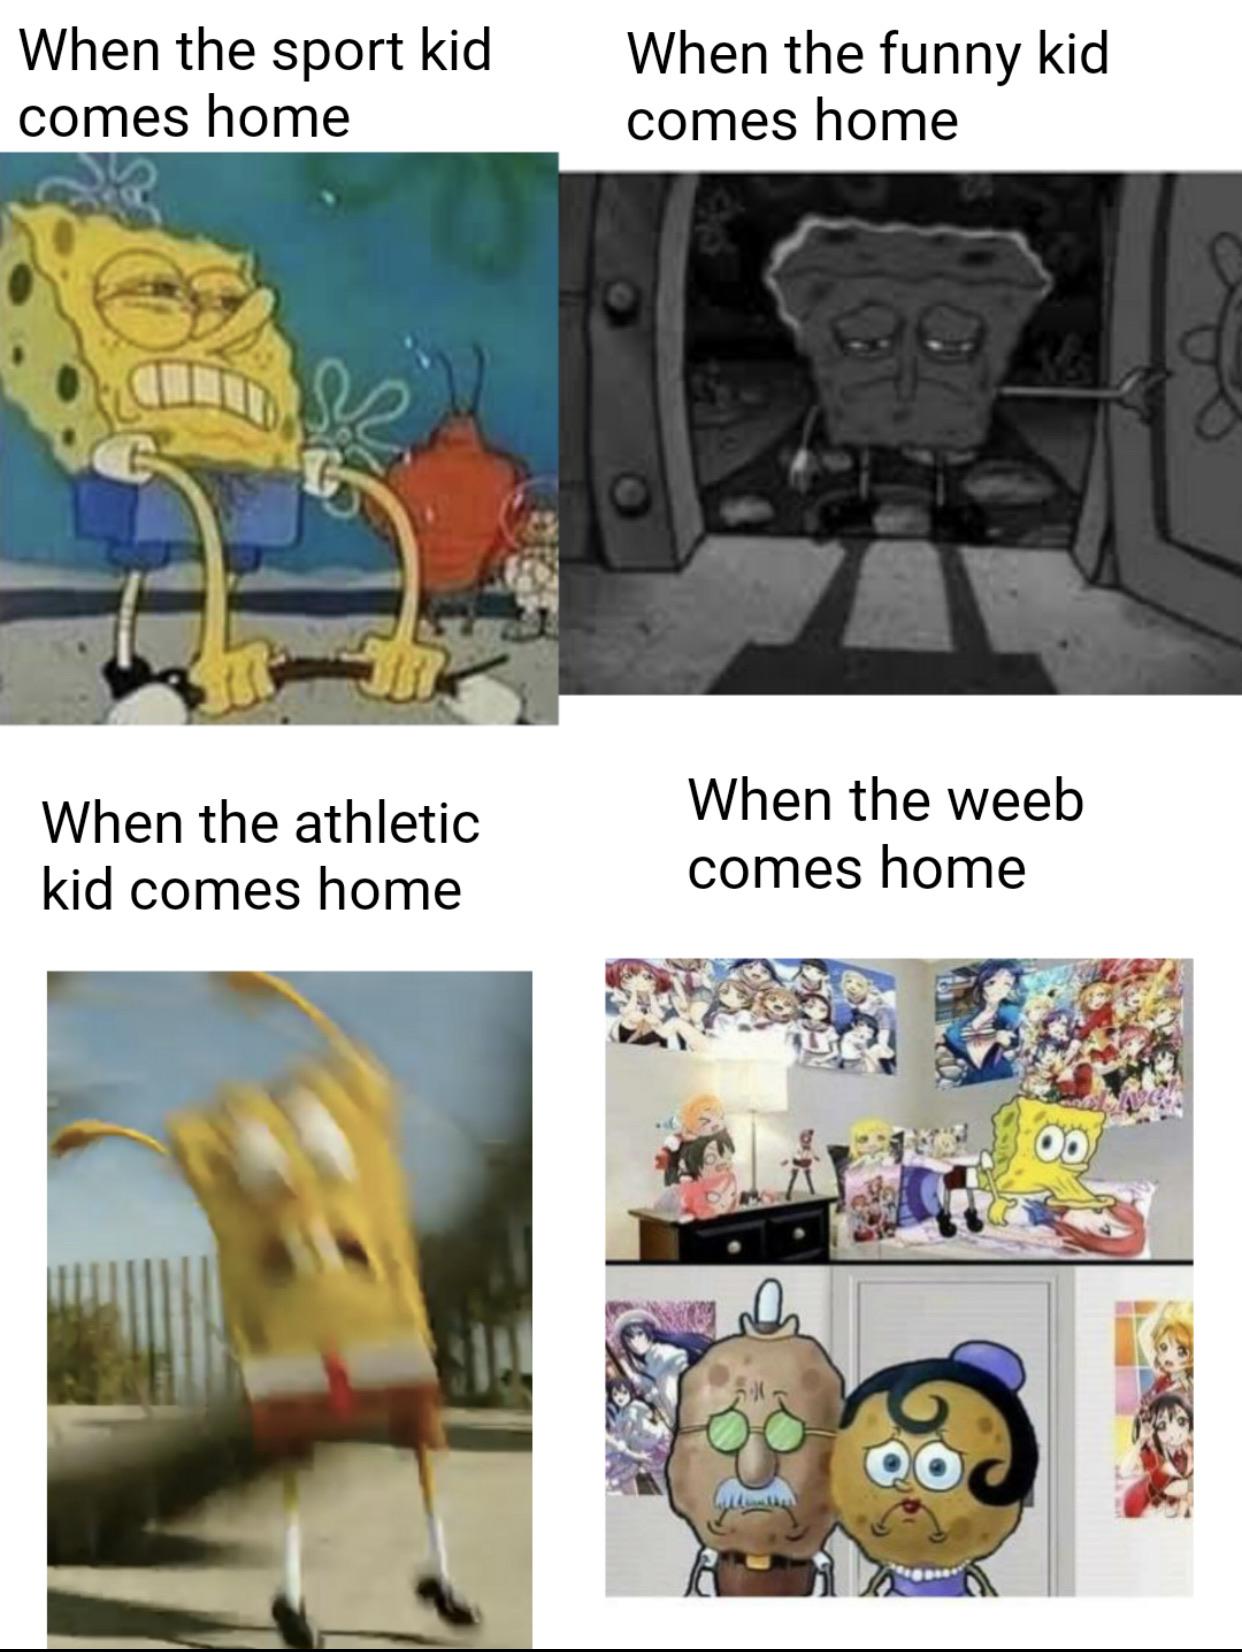 When the sport kid
comes home
When the funny kid
comes home
When the athletic
kid comes home
When the weeb
comes home